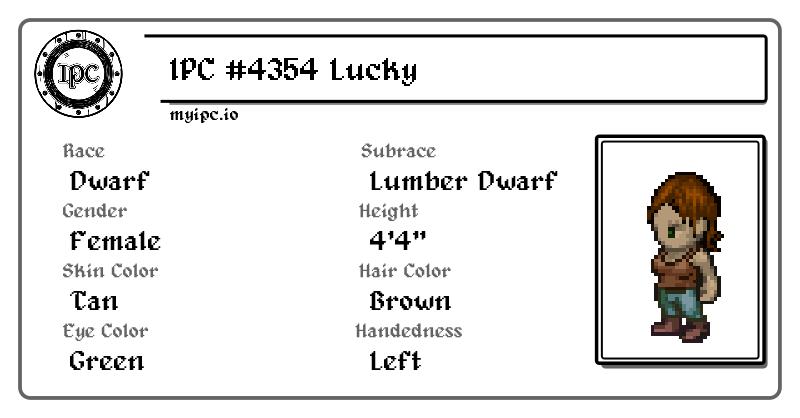 IPC
IPC #4354 Lucky
myipc.io
Race
Subrace
Dwarf
Lumber Dwarf
Gender
Height
Female
4'4"
Skin Color
Hair Color
Tan
Brown
Eye Color
Handedness
Green
Left